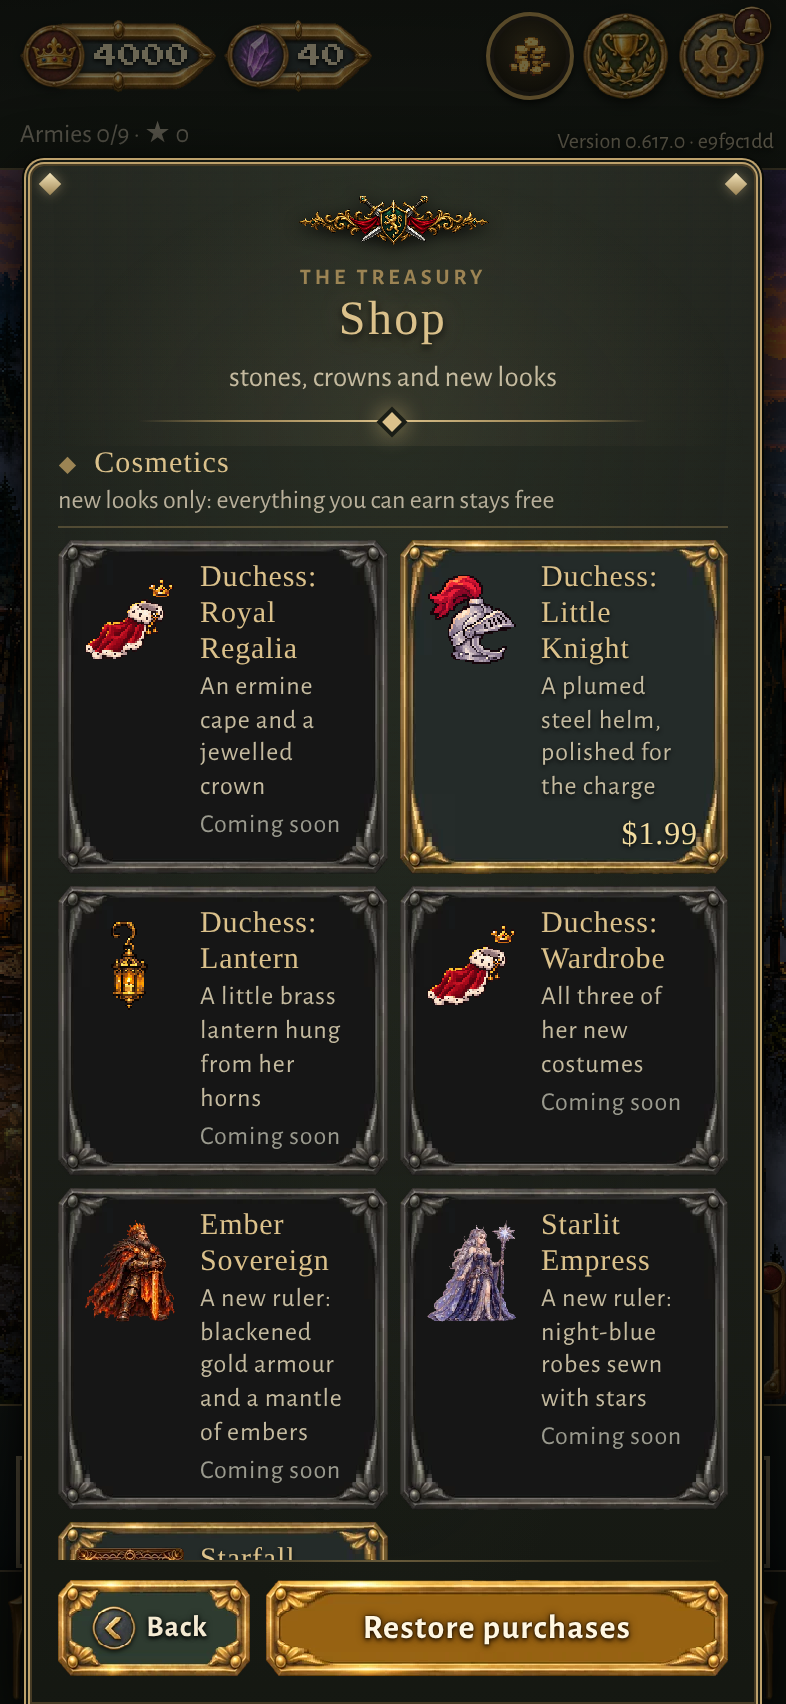 4000
40
Armies 0/9 · ★ 0
Version 0.617.0 · e9f9c1dd
THE TREASURY
Shop
stones, crowns and new looks
Cosmetics
new looks only: everything you can earn stays free
Duchess:
Royal
Regalia
An ermine
cape and a
jewelled
crown
Coming soon
Duchess:
Little
Knight
A plumed
steel helm,
polished for
the charge
$1.99
Duchess:
Lantern
A little brass
lantern hung
from her
horns
Coming soon
Duchess:
Wardrobe
All three of
her new
costumes
Coming soon
Ember
Sovereign
A new ruler:
blackened
gold armour
and a mantle
of embers
Coming soon
Starlit
Empress
A new ruler:
night-blue
robes sewn
with stars
Coming soon
Starfall
Back
Restore purchases